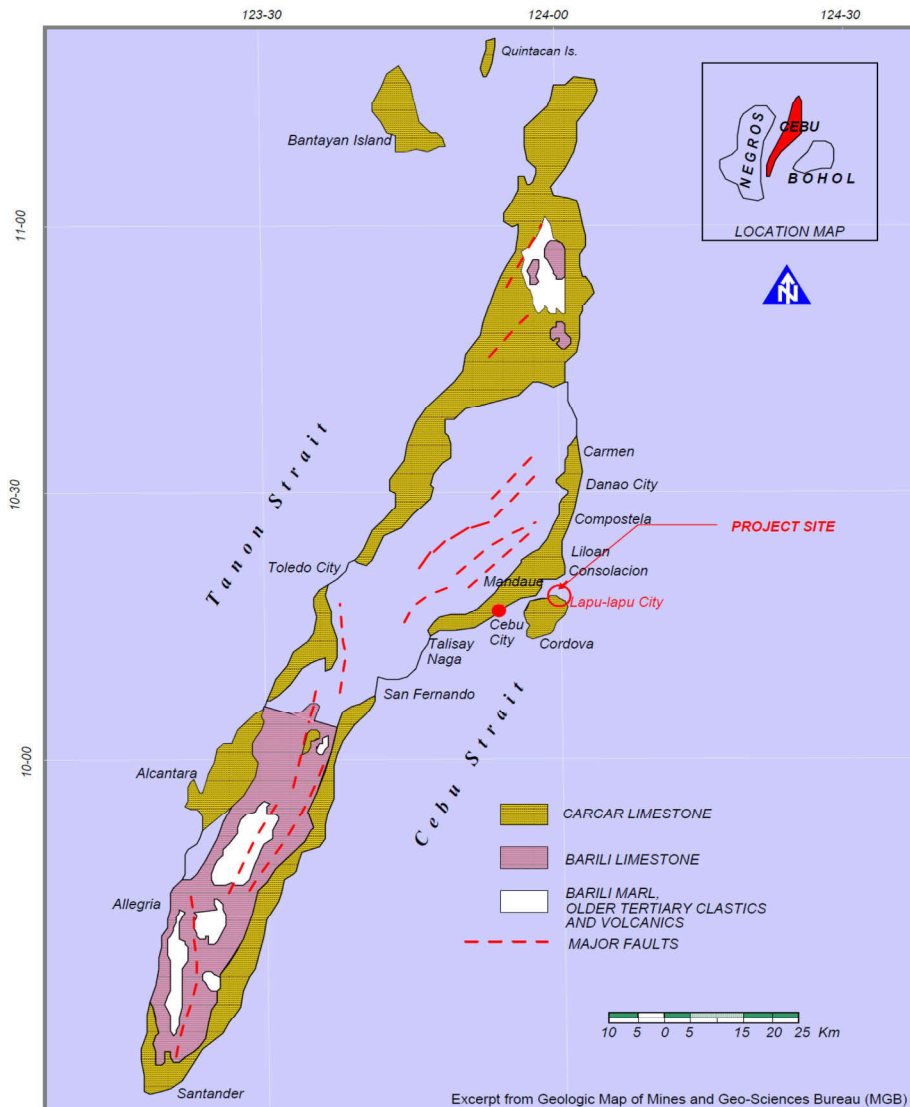 123-30
124-00
124-30
Quintacan Is.
Bantayan Island
NEGROS
CEBU
BOHOL
LOCATION MAP
11-00
N
Carmen
10-30
Danao City
Compostela
PROJECT SITE
Liloan
Tanon Strait
Toledo City
Consolacion
Mandaue
Lapu-lapu City
Cebu
City
Talisay
Cordova
Naga
San Fernando
10-00
Alcantara
Cebu Strait
CARCAR LIMESTONE
BARILI LIMESTONE
BARILI MARL,
OLDER TERTIARY CLASTICS
AND VOLCANICS
Allegria
MAJOR FAULTS
10 5 0 5 15 20 25 Km
Santander
Excerpt from Geologic Map of Mines and Geo-Sciences Bureau (MGB)